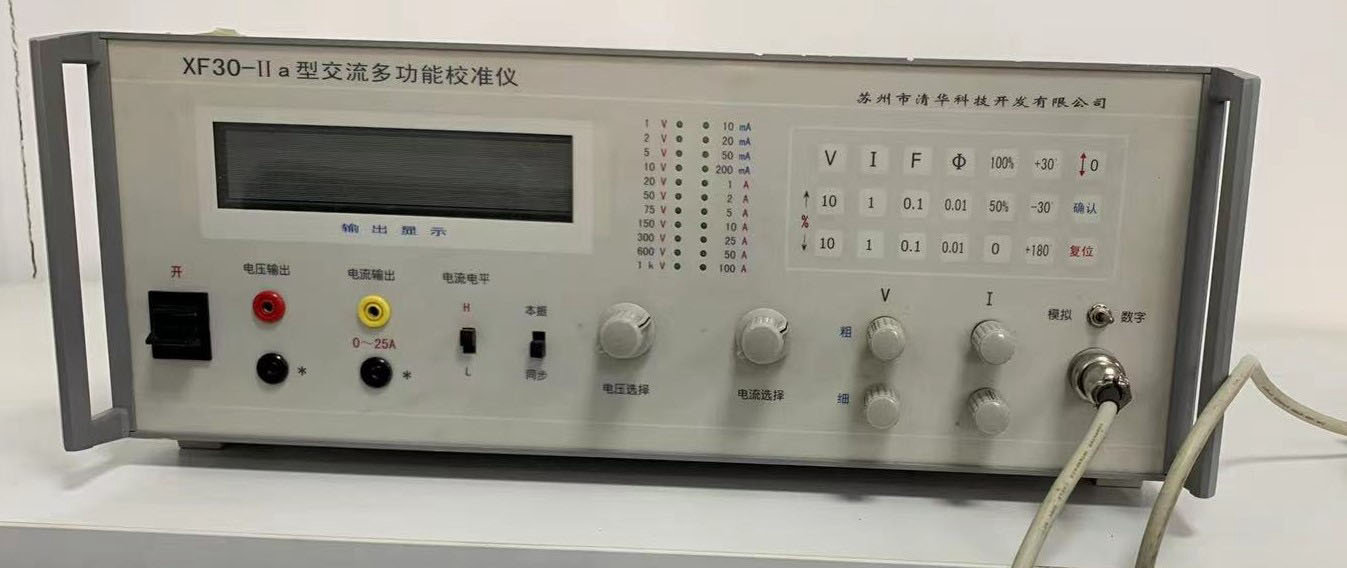 XF30-IIa型交流多功能校准仪
苏州市清华科技开发有限公司
输出显示
1 V 10 mA
2 V 20 mA
5 V 50 mA
10 V 200 mA
20 V 1 A
50 V 2 A
75 V 5 A
150 V 10 A
300 V 25 A
600 V 50 A
1 kV 100 A
V I F Φ 100% +30° ↕0
↑ 10 1 0.1 0.01 50% -30° 确认
%
↓ 10 1 0.1 0.01 0 +180° 复位
开
电压输出
*
电流输出
0~25A
*
电流电平
H
L
本振
同步
电压选择
电流选择
V I
粗
细
模拟 数字